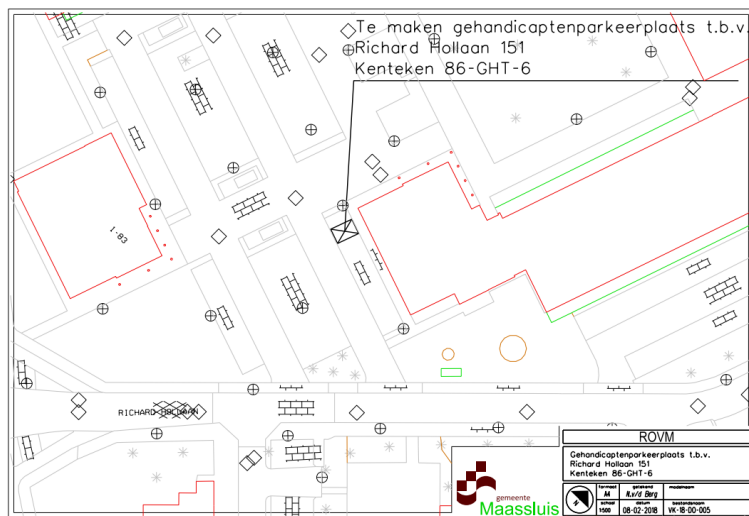 Te maken gehandicaptenparkeerplaats t.b.v.
Richard Hollaan 151
Kenteken 86-GHT-6
1-83
RICHARD HOLLAAN
ROVM
Gehandicaptenparkeerplaats t.b.v.
Richard Hollaan 151
Kenteken 86-GHT-6
formaat
A4
getekend
N.v/d Berg
modelnaam
schaal
1:500
datum
08-02-2018
bestandsnaam
VK-18-DO-005
gemeente
Maassluis